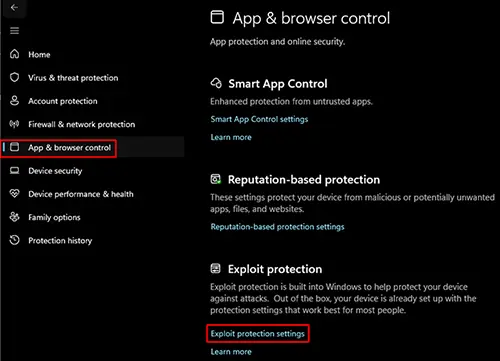 Home
Virus & threat protection
Account protection
Firewall & network protection
App & browser control
Device security
Device performance & health
Family options
Protection history
App & browser control
App protection and online security.
Smart App Control
Enhanced protection from untrusted apps.
Smart App Control settings
Learn more
Reputation-based protection
These settings protect your device from malicious or potentially unwanted
apps, files, and websites.
Reputation-based protection settings
Exploit protection
Exploit protection is built into Windows to help protect your device
against attacks. Out of the box, your device is already set up with the
protection settings that work best for most people.
Exploit protection settings
Learn more